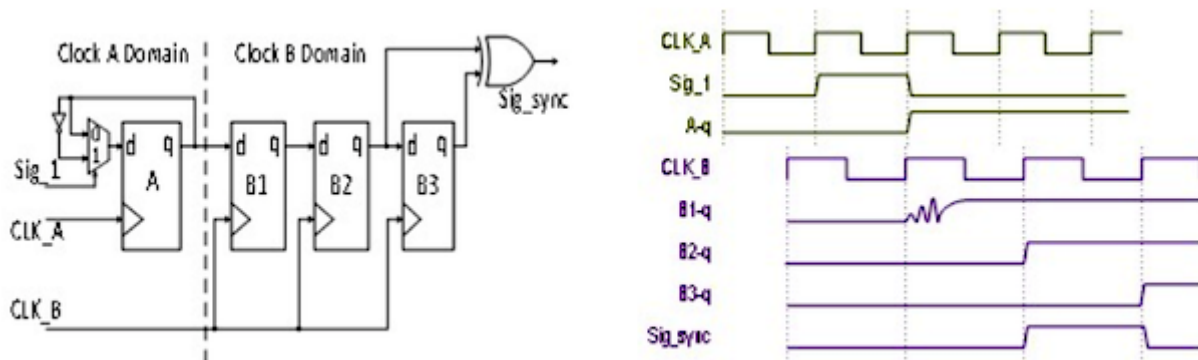 Clock A Domain
Clock B Domain
Sig_sync
0
1
d q
A
d q
B1
d q
B2
d q
B3
Sig_1
CLK_A
CLK_B
CLK_A
Sig_1
A-q
CLK_B
B1-q
B2-q
B3-q
Sig_sync